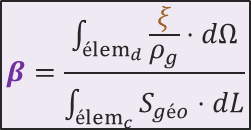 β = ∫élem_d ξ/ρ_g · dΩ / ∫élem_c S_géo · dL